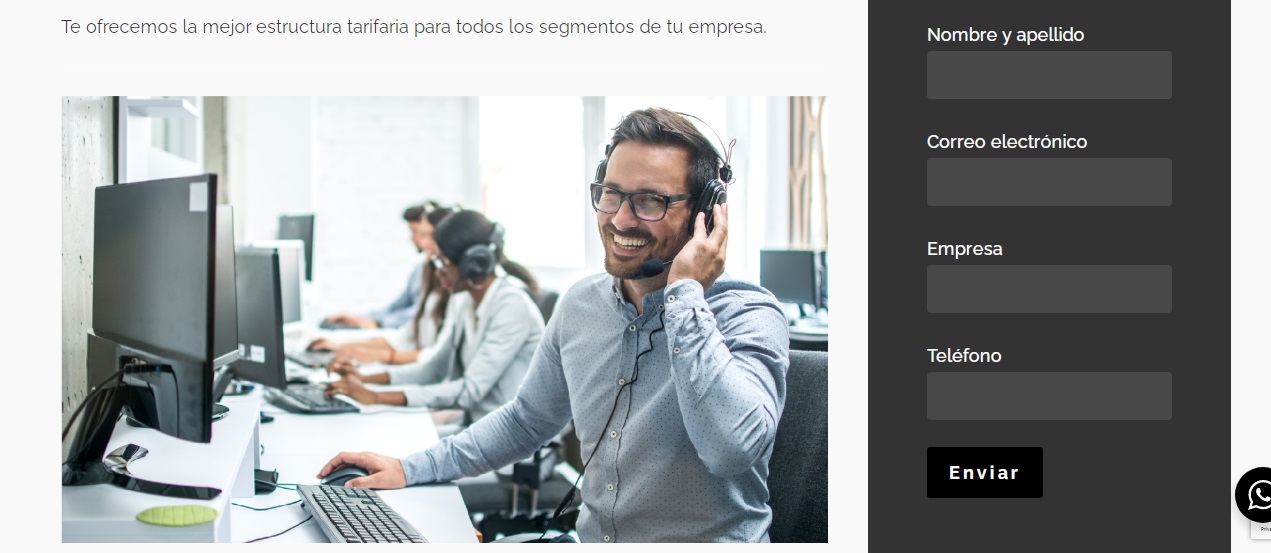 Te ofrecemos la mejor estructura tarifaria para todos los segmentos de tu empresa.
Nombre y apellido
Correo electrónico
Empresa
Teléfono
Enviar